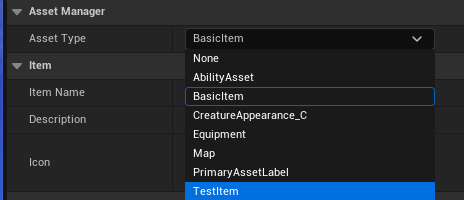 Asset Manager
Asset Type
BasicItem
None
AbilityAsset
Item
BasicItem
Item Name
CreatureAppearance_C
Description
Equipment
Map
Icon
PrimaryAssetLabel
TestItem